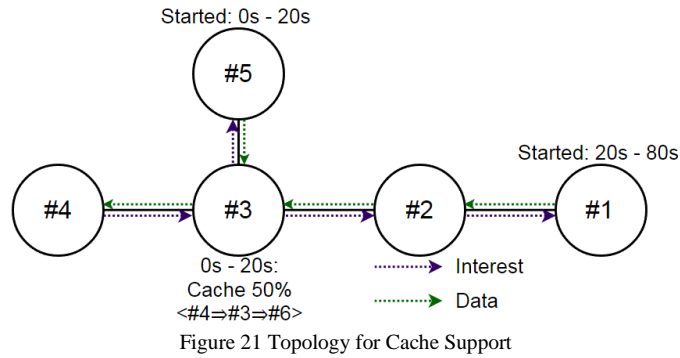 Started: 0s - 20s
#5
Started: 20s - 80s
#4
#3
#2
#1
0s - 20s:
Cache 50%
<#4⇒#3⇒#6>
Interest
Data
Figure 21 Topology for Cache Support